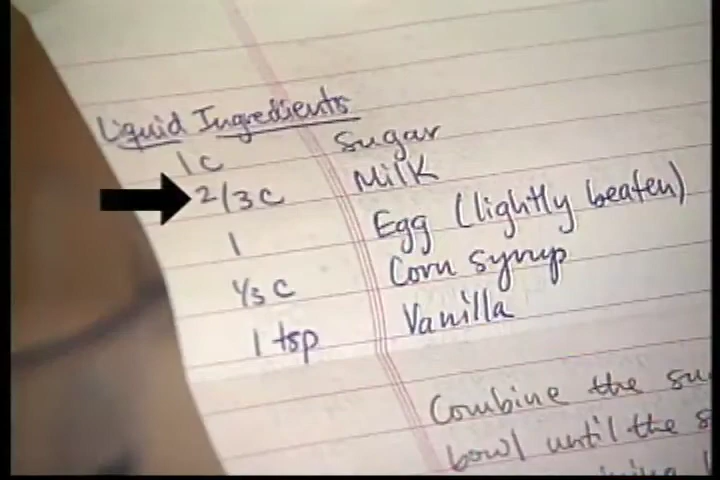 Liquid Ingredients
1 c Sugar
2/3 c Milk
1 Egg (lightly beaten)
1/3 c Corn syrup
1 tsp Vanilla
Combine the
bowl until the